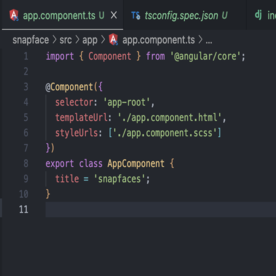 app.component.ts U X
tsconfig.spec.json U
in
snapface > src > app > app.component.ts > ...
1 import { Component } from '@angular/core';
2
3 @Component({
4 selector: 'app-root',
5 templateUrl: './app.component.html',
6 styleUrls: ['./app.component.scss']
7 })
8 export class AppComponent {
9 title = 'snapfaces';
10 }
11